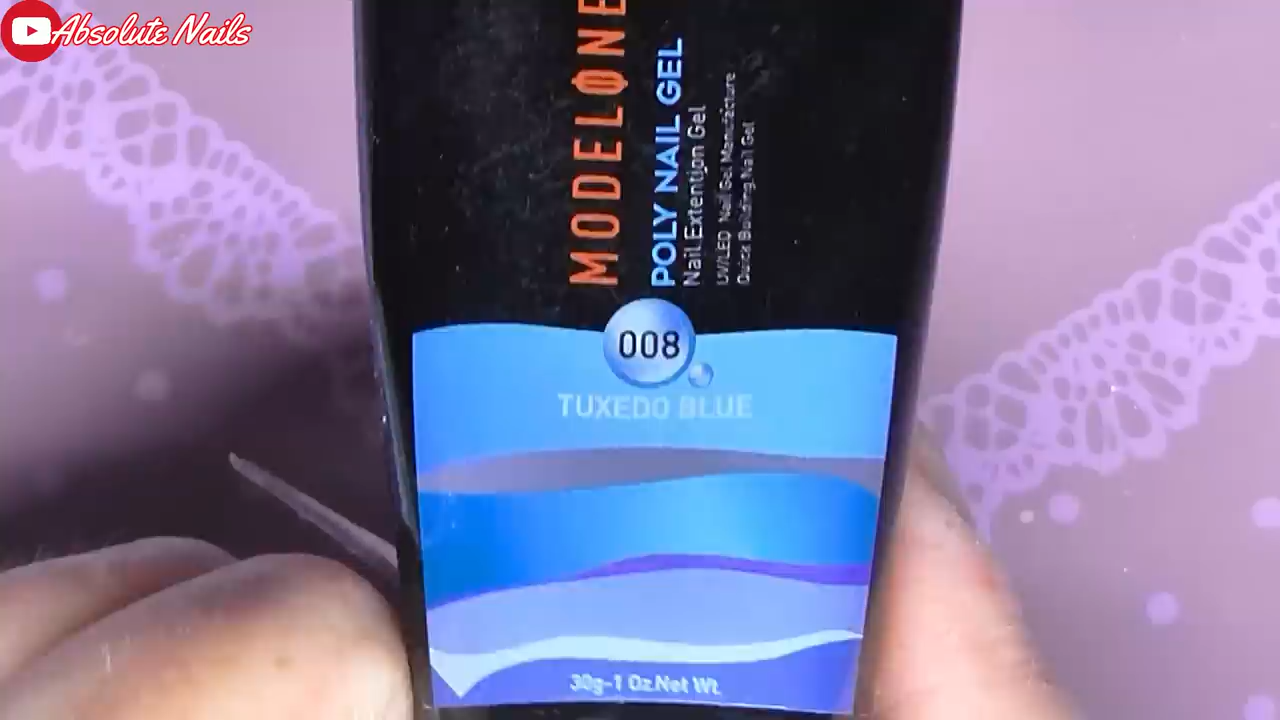 Absolute Nails
MODELØNE
POLY NAIL GEL
Nail Extention Gel
UV/LED Nail Gel Manufacture
Quick Building Nail Gel
008
TUXEDO BLUE
30g-1 Oz.Net Wt.